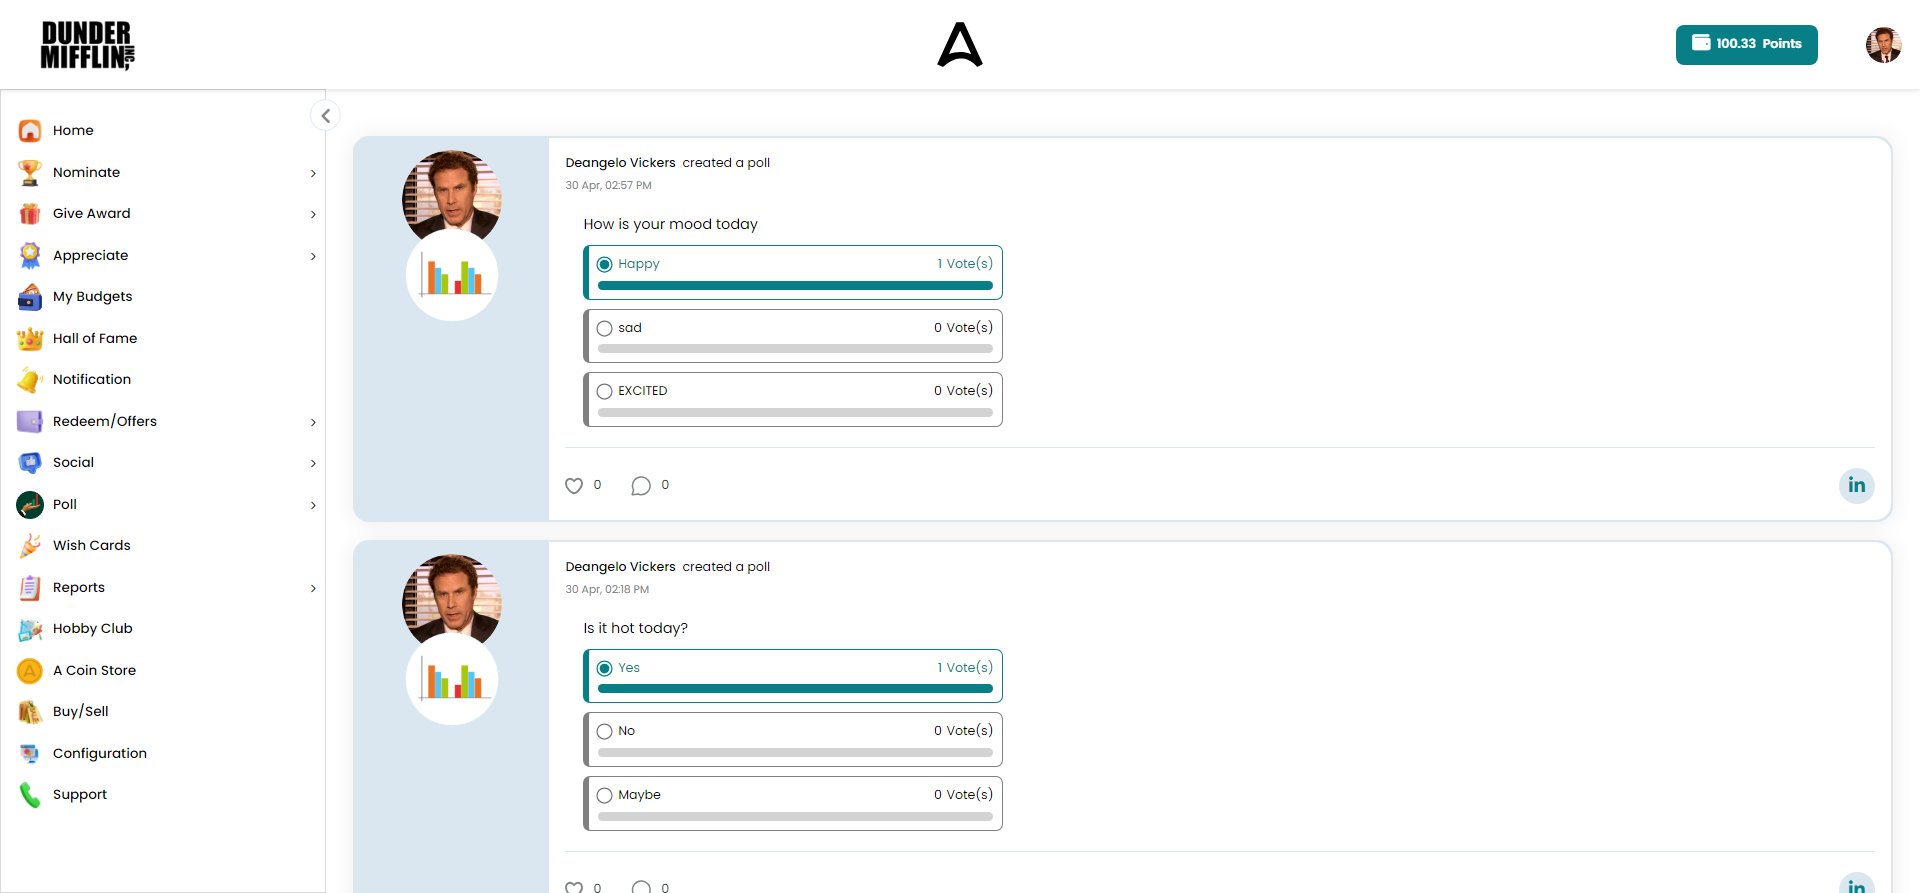 DUNDER
MIFFLIN INC,
100.33 Points
Home
Nominate
Give Award
Appreciate
My Budgets
Hall of Fame
Notification
Redeem/Offers
Social
Poll
Wish Cards
Reports
Hobby Club
A Coin Store
Buy/Sell
Configuration
Support
Deangelo Vickers created a poll
30 Apr, 02:57 PM
How is your mood today
Happy 1 Vote(s)
sad 0 Vote(s)
EXCITED 0 Vote(s)
0 0
in
Deangelo Vickers created a poll
30 Apr, 02:18 PM
Is it hot today?
Yes 1 Vote(s)
No 0 Vote(s)
Maybe 0 Vote(s)
0 0
in